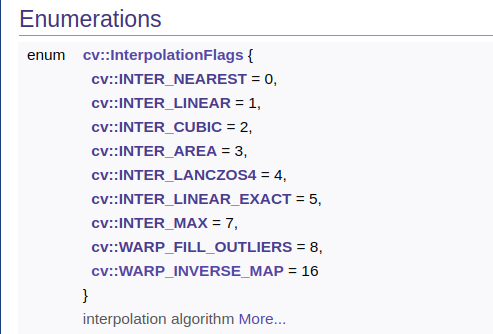 Enumerations
enum cv::InterpolationFlags {
cv::INTER_NEAREST = 0,
cv::INTER_LINEAR = 1,
cv::INTER_CUBIC = 2,
cv::INTER_AREA = 3,
cv::INTER_LANCZOS4 = 4,
cv::INTER_LINEAR_EXACT = 5,
cv::INTER_MAX = 7,
cv::WARP_FILL_OUTLIERS = 8,
cv::WARP_INVERSE_MAP = 16
}
interpolation algorithm More...